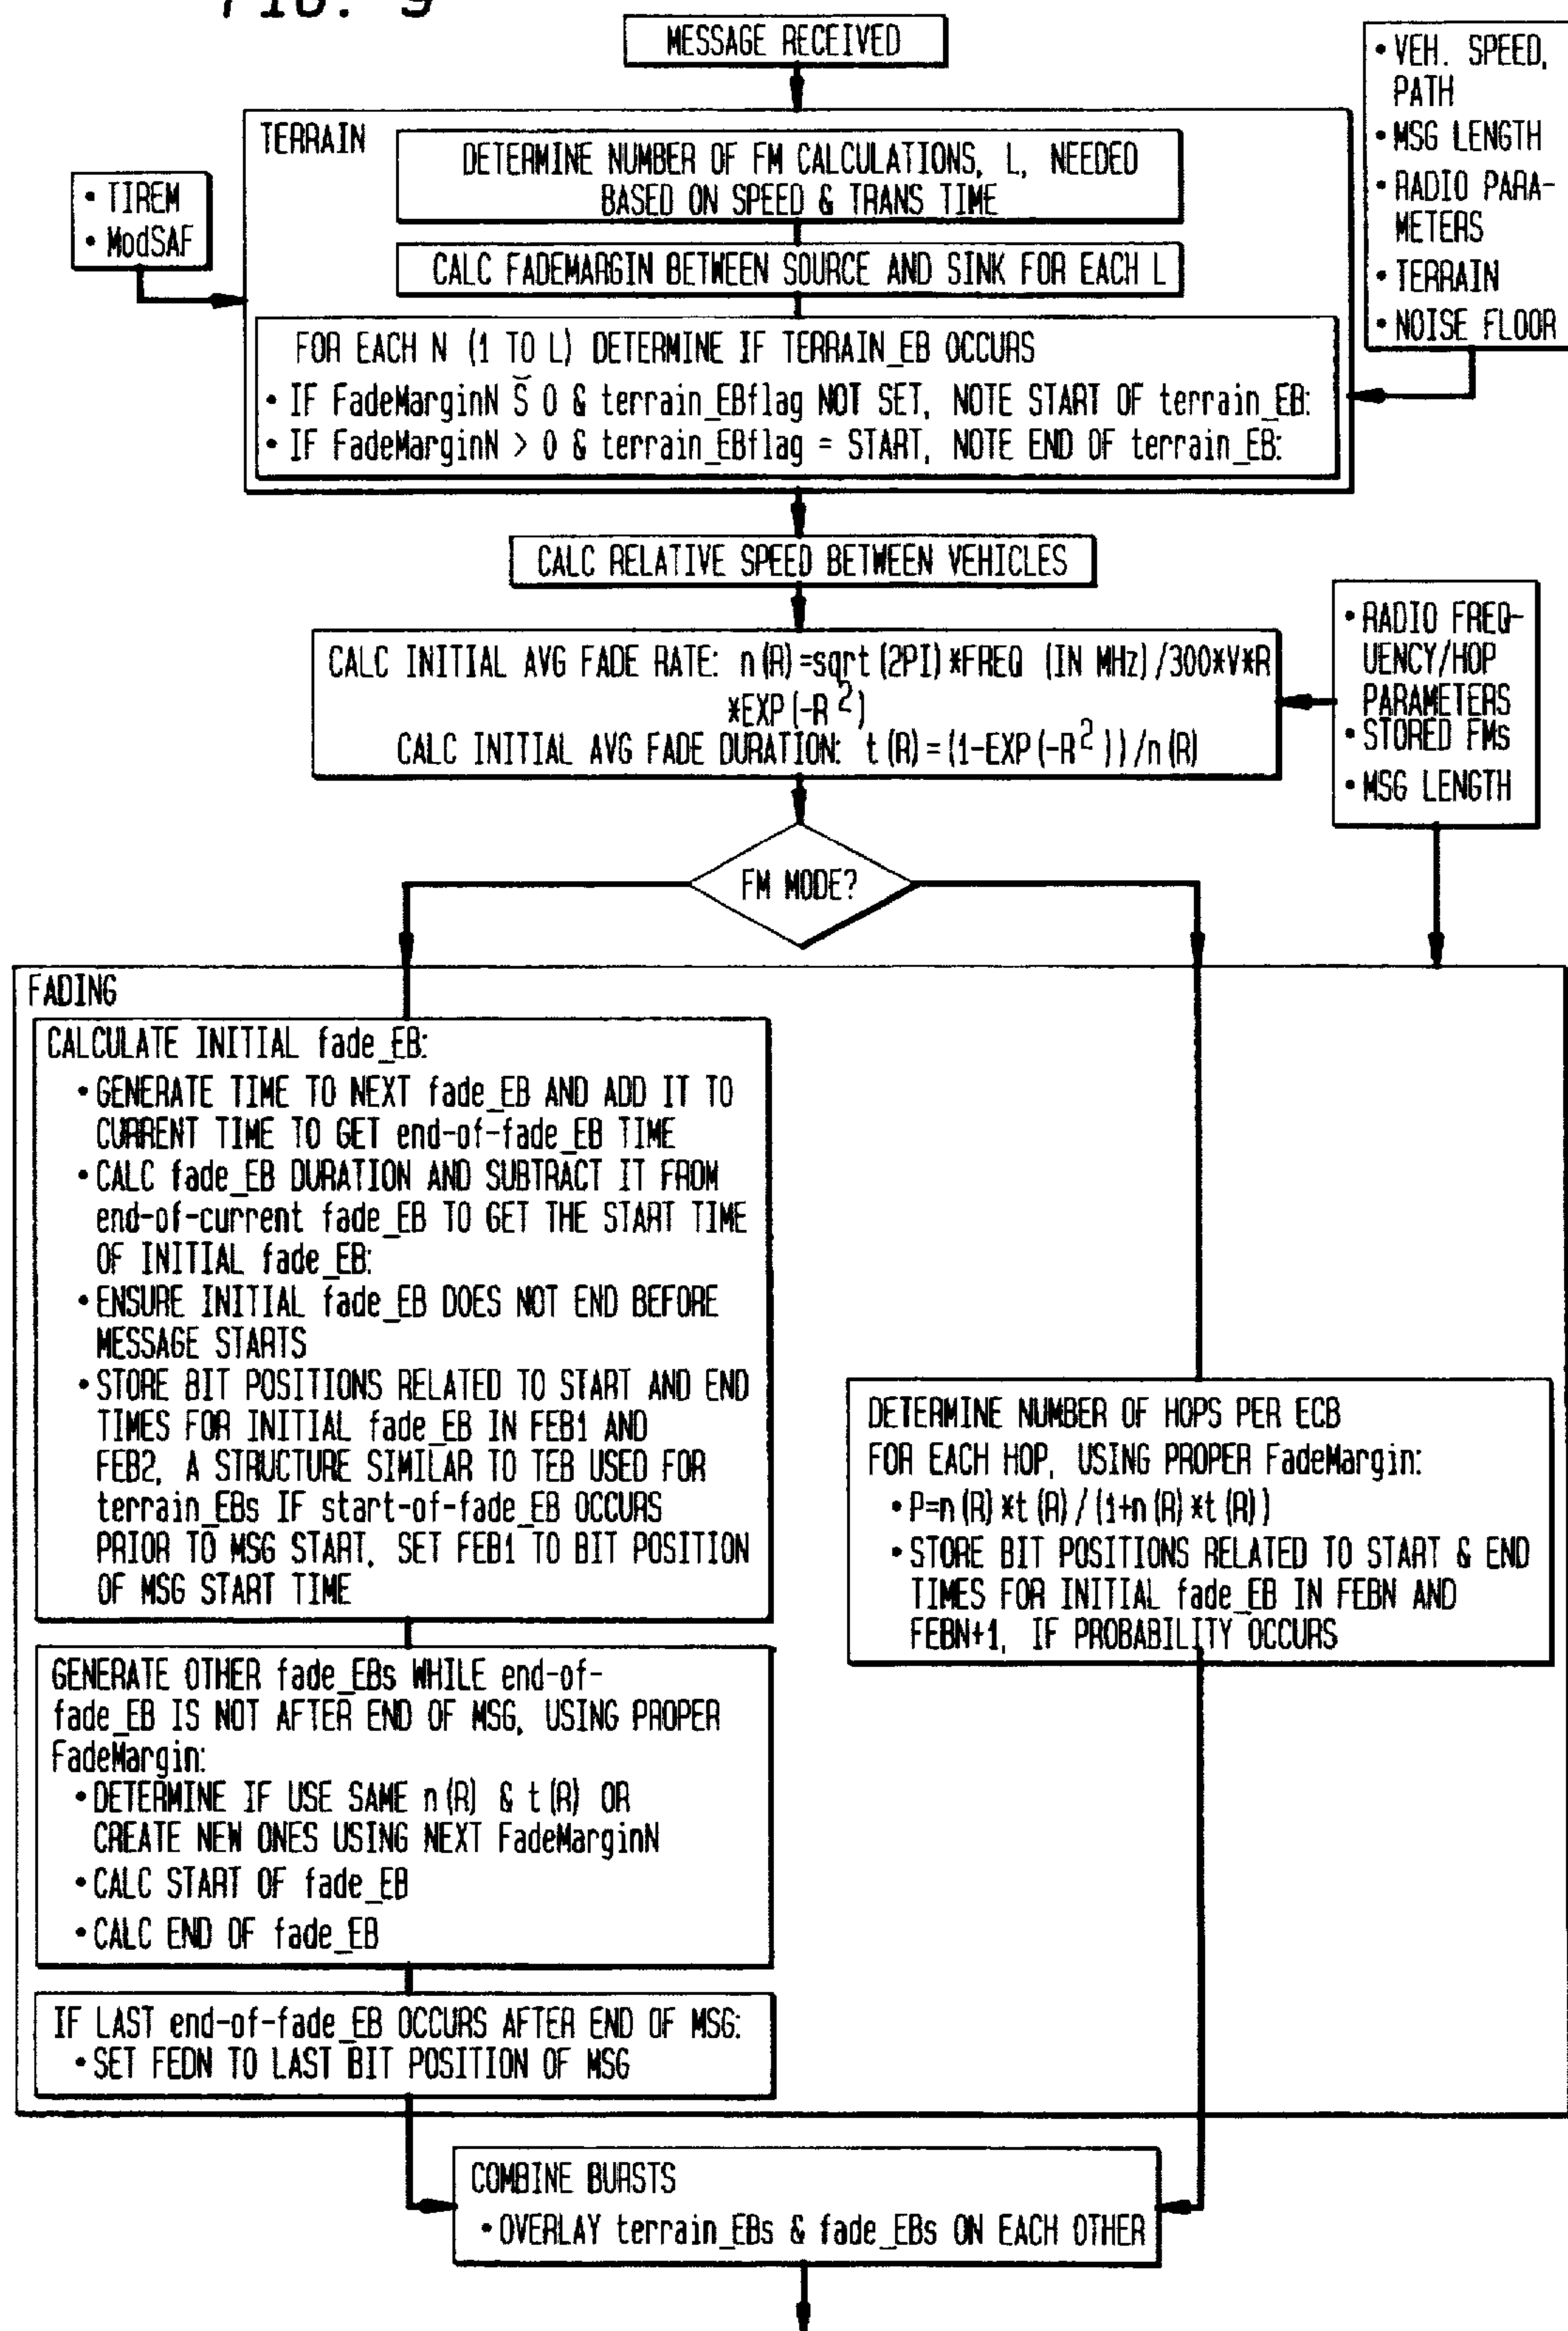 FIG. 9
MESSAGE RECEIVED
• VEH. SPEED,
PATH
• MSG LENGTH
• RADIO PARA-
METERS
• TERRAIN
• NOISE FLOOR
TERRAIN
DETERMINE NUMBER OF FM CALCULATIONS, L, NEEDED
BASED ON SPEED & TRANS TIME
• TIREM
• ModSAF
CALC FADEMARGIN BETWEEN SOURCE AND SINK FOR EACH L
FOR EACH N (1 TO L) DETERMINE IF TERRAIN_EB OCCURS
• IF FadeMarginN S 0 & terrain_EBflag NOT SET, NOTE START OF terrain_EB:
• IF FadeMarginN > 0 & terrain_EBflag = START, NOTE END OF terrain_EB:
CALC RELATIVE SPEED BETWEEN VEHICLES
CALC INITIAL AVG FADE RATE: n(R)=sqrt(2PI)*FREQ (IN MHz)/300*V*R
*EXP(-R²)
CALC INITIAL AVG FADE DURATION: t(R)=(1-EXP(-R²))/n(R)
• RADIO FREQ-
UENCY/HOP
PARAMETERS
• STORED FMs
• MSG LENGTH
FM MODE?
FADING
CALCULATE INITIAL fade_EB:
• GENERATE TIME TO NEXT fade_EB AND ADD IT TO
CURRENT TIME TO GET end-of-fade_EB TIME
• CALC fade_EB DURATION AND SUBTRACT IT FROM
end-of-current fade_EB TO GET THE START TIME
OF INITIAL fade_EB:
• ENSURE INITIAL fade_EB DOES NOT END BEFORE
MESSAGE STARTS
• STORE BIT POSITIONS RELATED TO START AND END
TIMES FOR INITIAL fade_EB IN FEB1 AND
FEB2, A STRUCTURE SIMILAR TO TEB USED FOR
terrain_EBs IF start-of-fade_EB OCCURS
PRIOR TO MSG START, SET FEB1 TO BIT POSITION
OF MSG START TIME
DETERMINE NUMBER OF HOPS PER ECB
FOR EACH HOP, USING PROPER FadeMargin:
• P=n(R)*t(R)/(1+n(R)*t(R))
• STORE BIT POSITIONS RELATED TO START & END
TIMES FOR INITIAL fade_EB IN FEBN AND
FEBN+1, IF PROBABILITY OCCURS
GENERATE OTHER fade_EBs WHILE end-of-
fade_EB IS NOT AFTER END OF MSG, USING PROPER
FadeMargin:
• DETERMINE IF USE SAME n(R) & t(R) OR
CREATE NEW ONES USING NEXT FadeMarginN
• CALC START OF fade_EB
• CALC END OF fade_EB
IF LAST end-of-fade_EB OCCURS AFTER END OF MSG:
• SET FEDN TO LAST BIT POSITION OF MSG
COMBINE BURSTS
• OVERLAY terrain_EBs & fade_EBs ON EACH OTHER